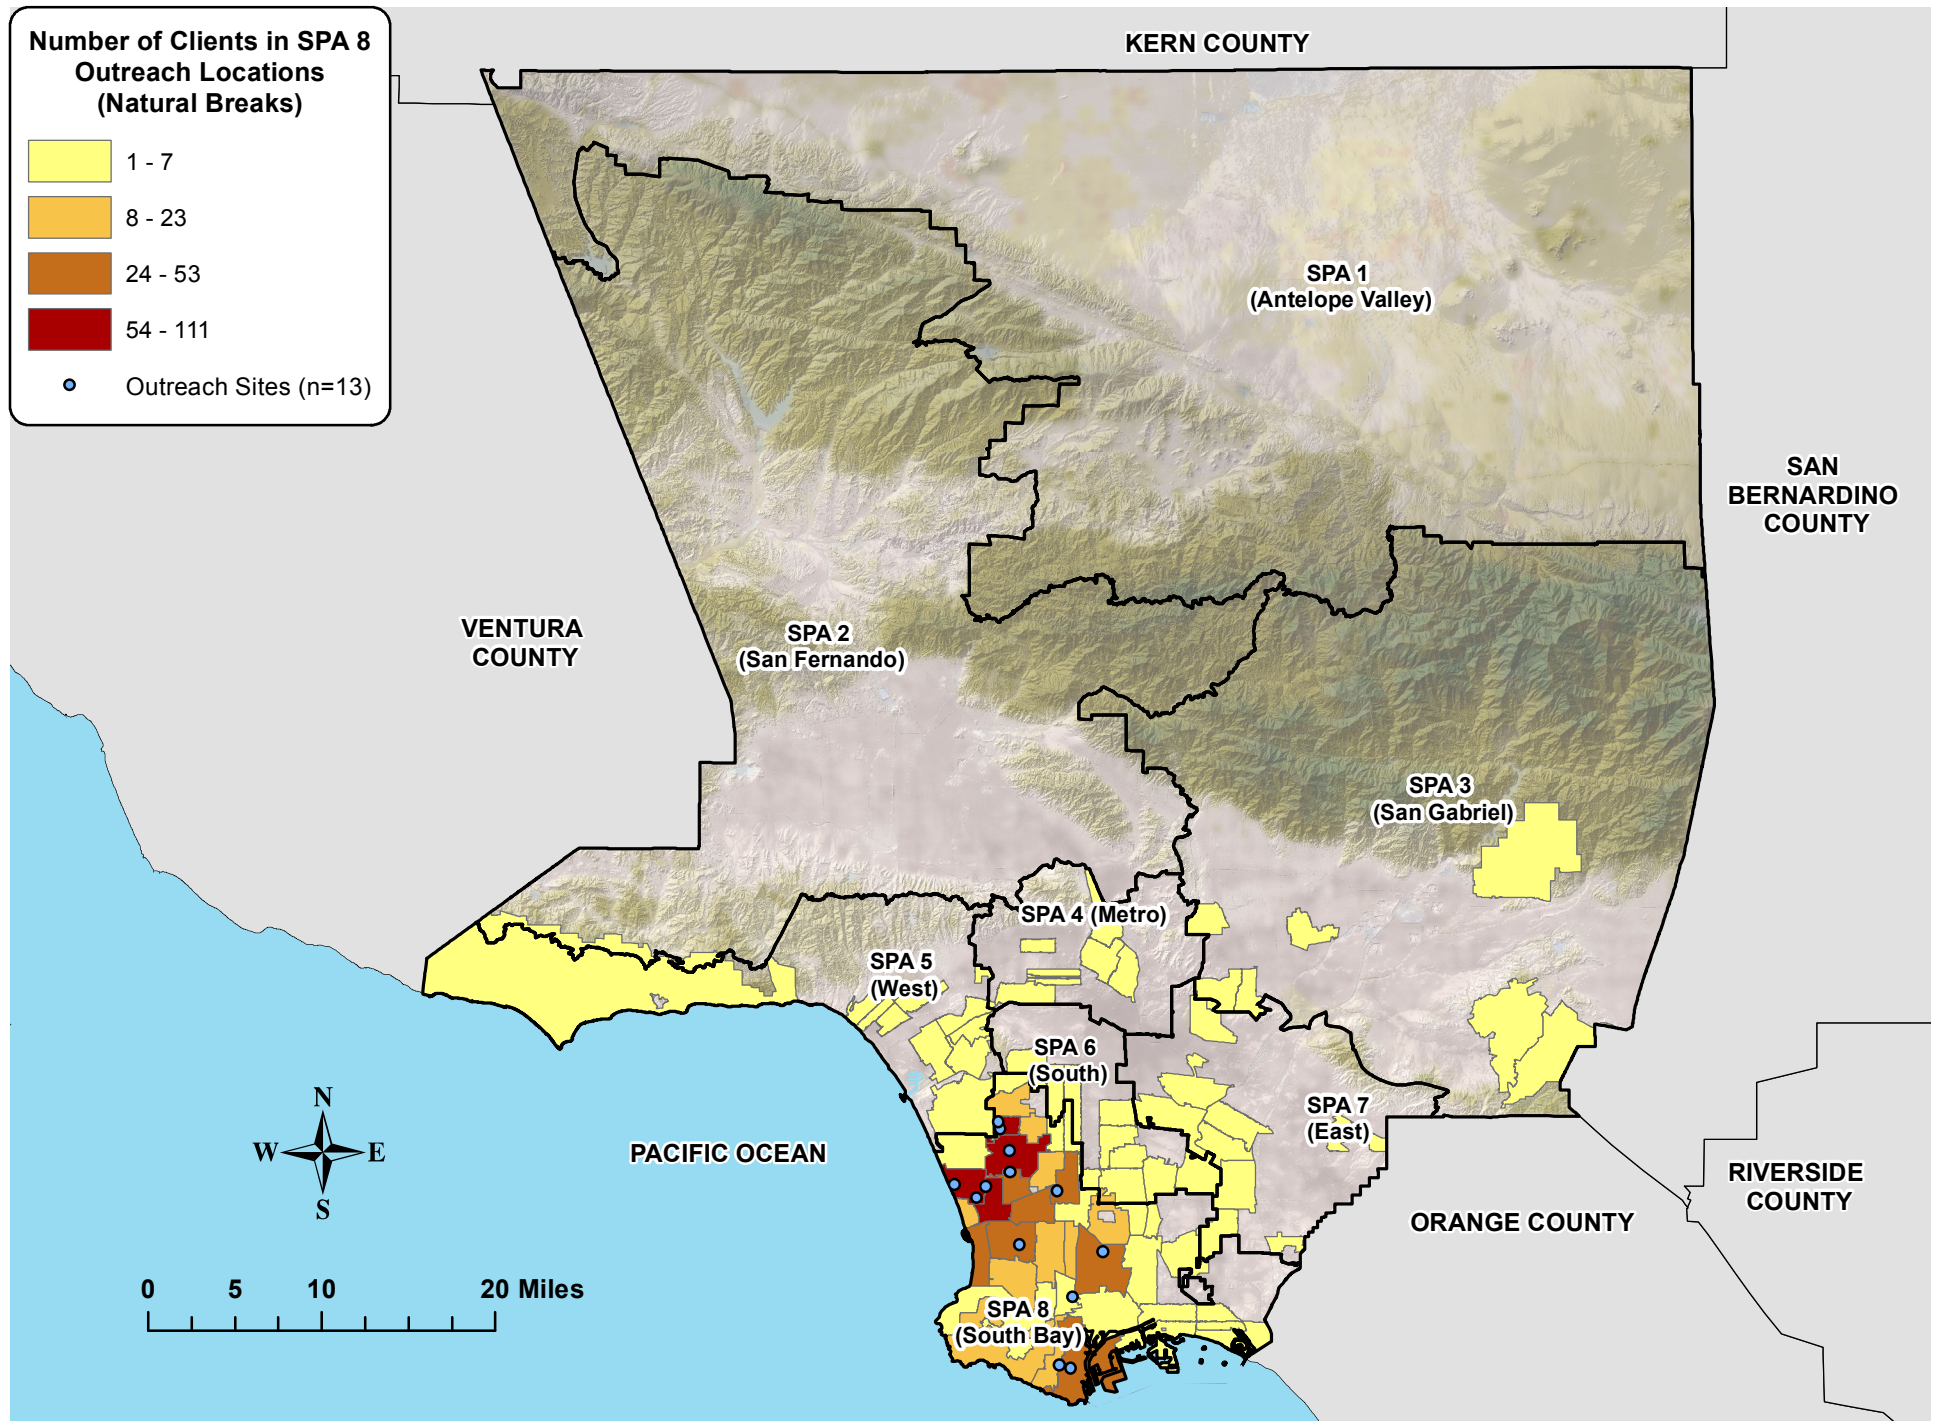 Number of Clients in SPA 8
Outreach Locations
(Natural Breaks)
1 - 7
8 - 23
24 - 53
54 - 111
Outreach Sites (n=13)
KERN COUNTY
SPA 1
(Antelope Valley)
SAN
BERNARDINO
COUNTY
VENTURA
COUNTY
SPA 2
(San Fernando)
SPA 3
(San Gabriel)
SPA 4 (Metro)
SPA 5
(West)
SPA 6
(South)
SPA 7
(East)
N
W
E
S
PACIFIC OCEAN
RIVERSIDE
COUNTY
ORANGE COUNTY
0 5 10 20 Miles
SPA 8
(South Bay)